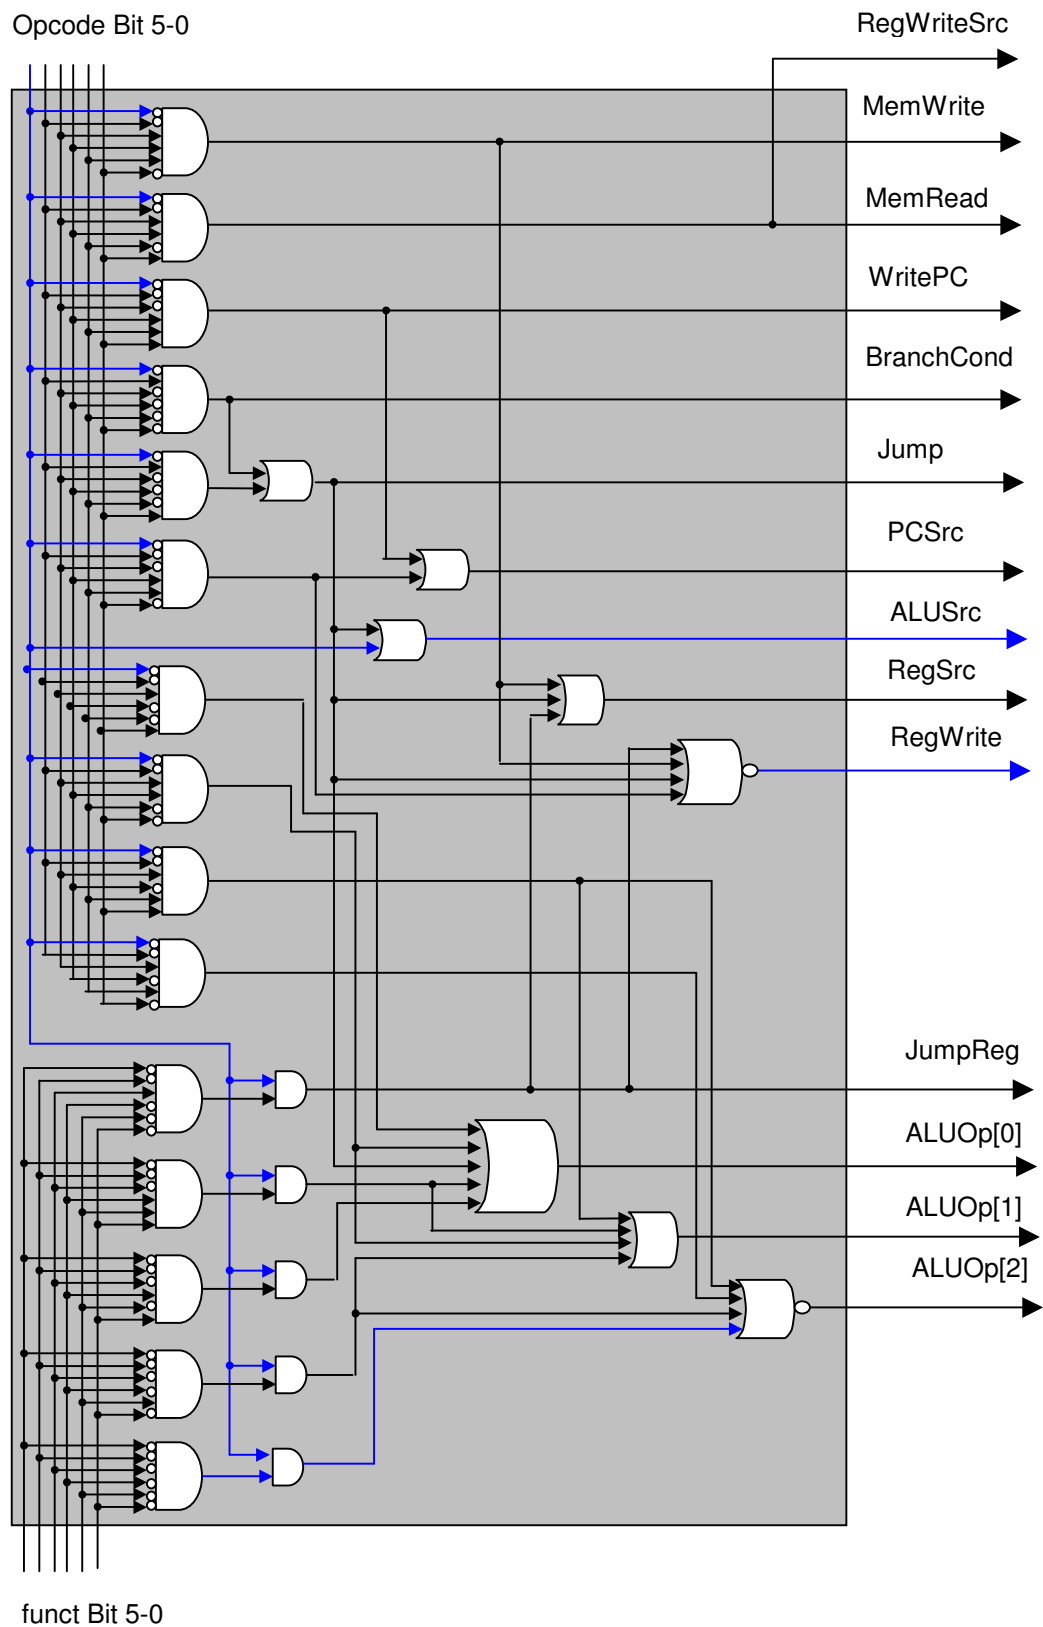 Opcode Bit 5-0
RegWriteSrc
MemWrite
MemRead
WritePC
BranchCond
Jump
PCSrc
ALUSrc
RegSrc
RegWrite
JumpReg
ALUOp[0]
ALUOp[1]
ALUOp[2]
funct Bit 5-0